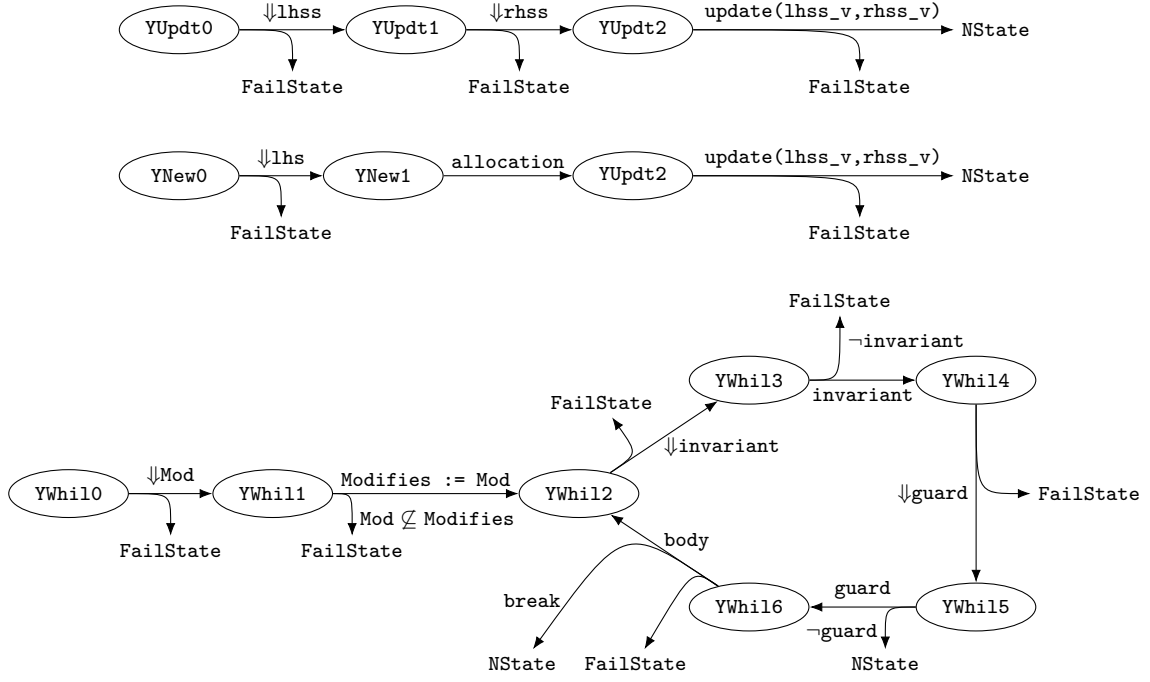 ⇓lhss ⇓rhss update(lhss_v,rhss_v)
YUpdt0 YUpdt1 YUpdt2 NState
FailState FailState FailState
⇓lhs allocation update(lhss_v,rhss_v)
YNew0 YNew1 YUpdt2 NState
FailState FailState
FailState
¬invariant
YWhil3 YWhil4
invariant
FailState
⇓invariant
⇓Mod Modifies := Mod
YWhil0 YWhil1 YWhil2 ⇓guard FailState
Mod ⊈ Modifies
FailState FailState
body
break guard
YWhil6 YWhil5
¬guard
NState FailState NState